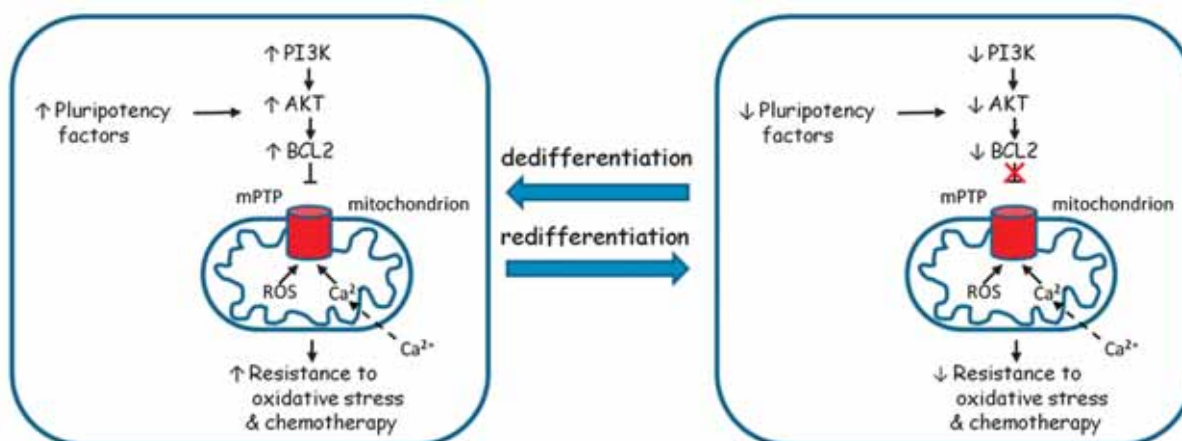 ↑ PI3K
↑ Pluripotency
factors
↑ AKT
↑ BCL2
mPTP
mitochondrion
ROS
Ca²
Ca²⁺
↑ Resistance to
oxidative stress
& chemotherapy
dedifferentiation
redifferentiation
↓ PI3K
↓ Pluripotency
factors
↓ AKT
↓ BCL2
mPTP
mitochondrion
ROS
Ca²
Ca²⁺
↓ Resistance to
oxidative stress
& chemotherapy